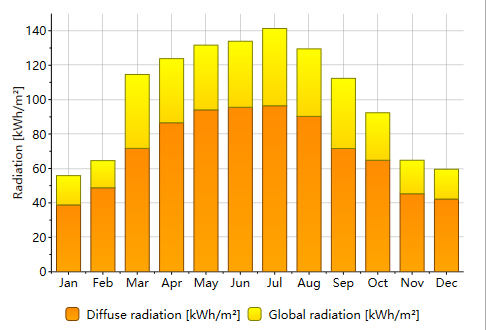 Radiation [kWh/m²]
140
120
100
80
60
40
20
0
Jan Feb Mar Apr May Jun Jul Aug Sep Oct Nov Dec
Diffuse radiation [kWh/m²] Global radiation [kWh/m²]